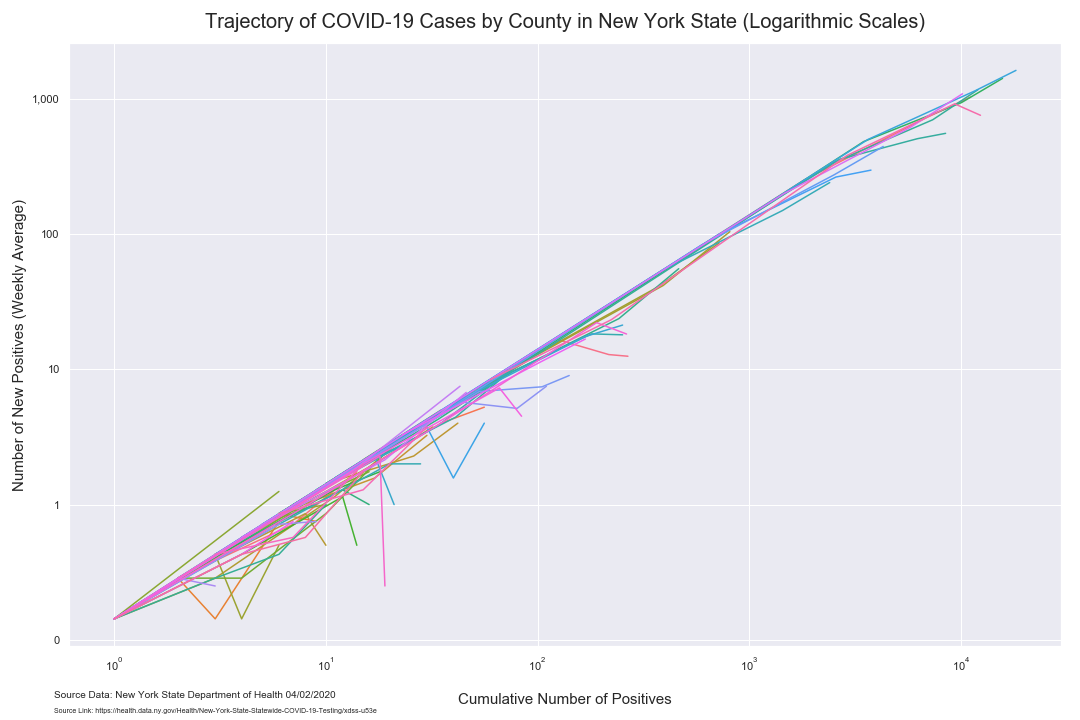 Trajectory of COVID-19 Cases by County in New York State (Logarithmic Scales)
Number of New Positives (Weekly Average)
1,000
100
10
1
0
10⁰ 10¹ 10² 10³ 10⁴
Cumulative Number of Positives
Source Data: New York State Department of Health 04/02/2020
Source Link: https://health.data.ny.gov/Health/New-York-State-Statewide-COVID-19-Testing/xdss-u53e